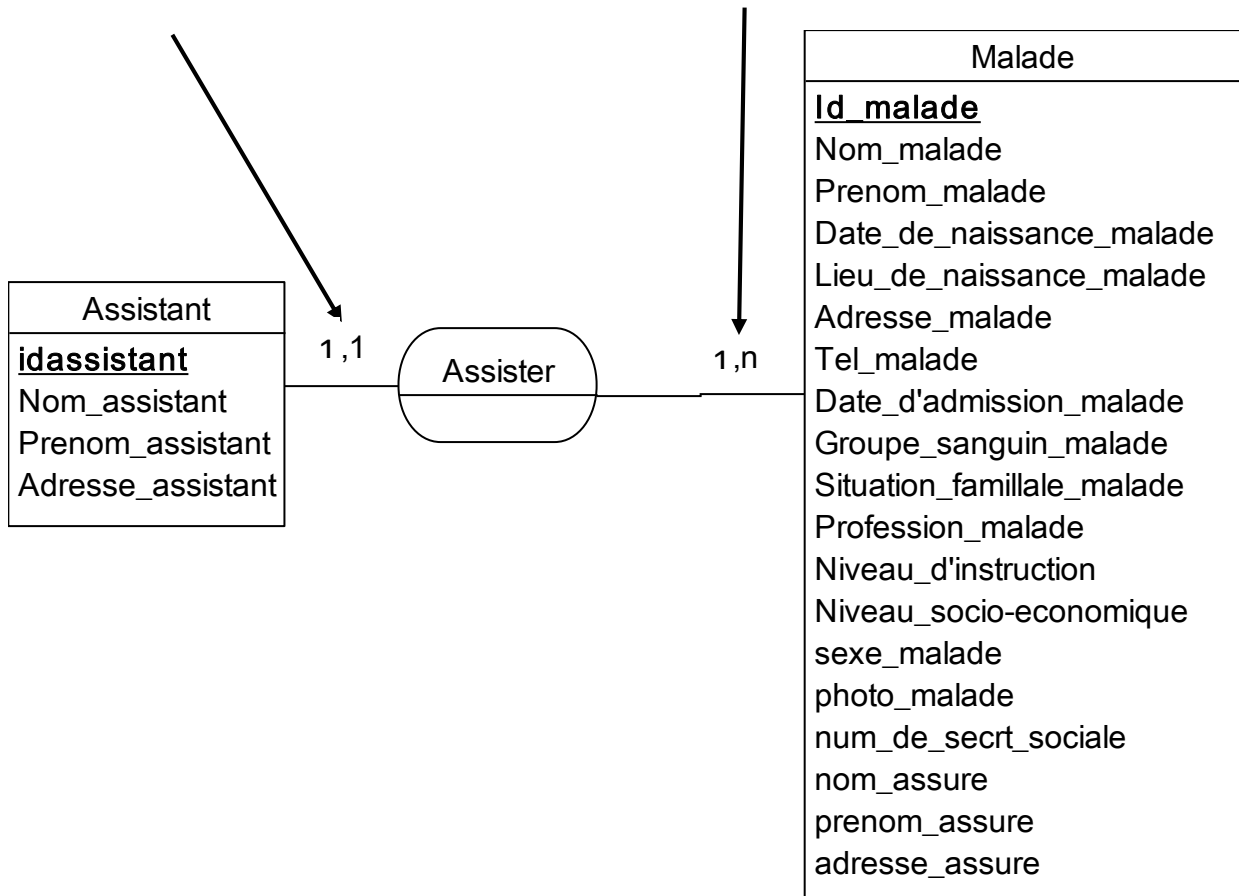 Assistant
idassistant
Nom_assistant
Prenom_assistant
Adresse_assistant
1,1
Assister
1,n
Malade
Id_malade
Nom_malade
Prenom_malade
Date_de_naissance_malade
Lieu_de_naissance_malade
Adresse_malade
Tel_malade
Date_d'admission_malade
Groupe_sanguin_malade
Situation_famillale_malade
Profession_malade
Niveau_d'instruction
Niveau_socio-economique
sexe_malade
photo_malade
num_de_secrt_sociale
nom_assure
prenom_assure
adresse_assure